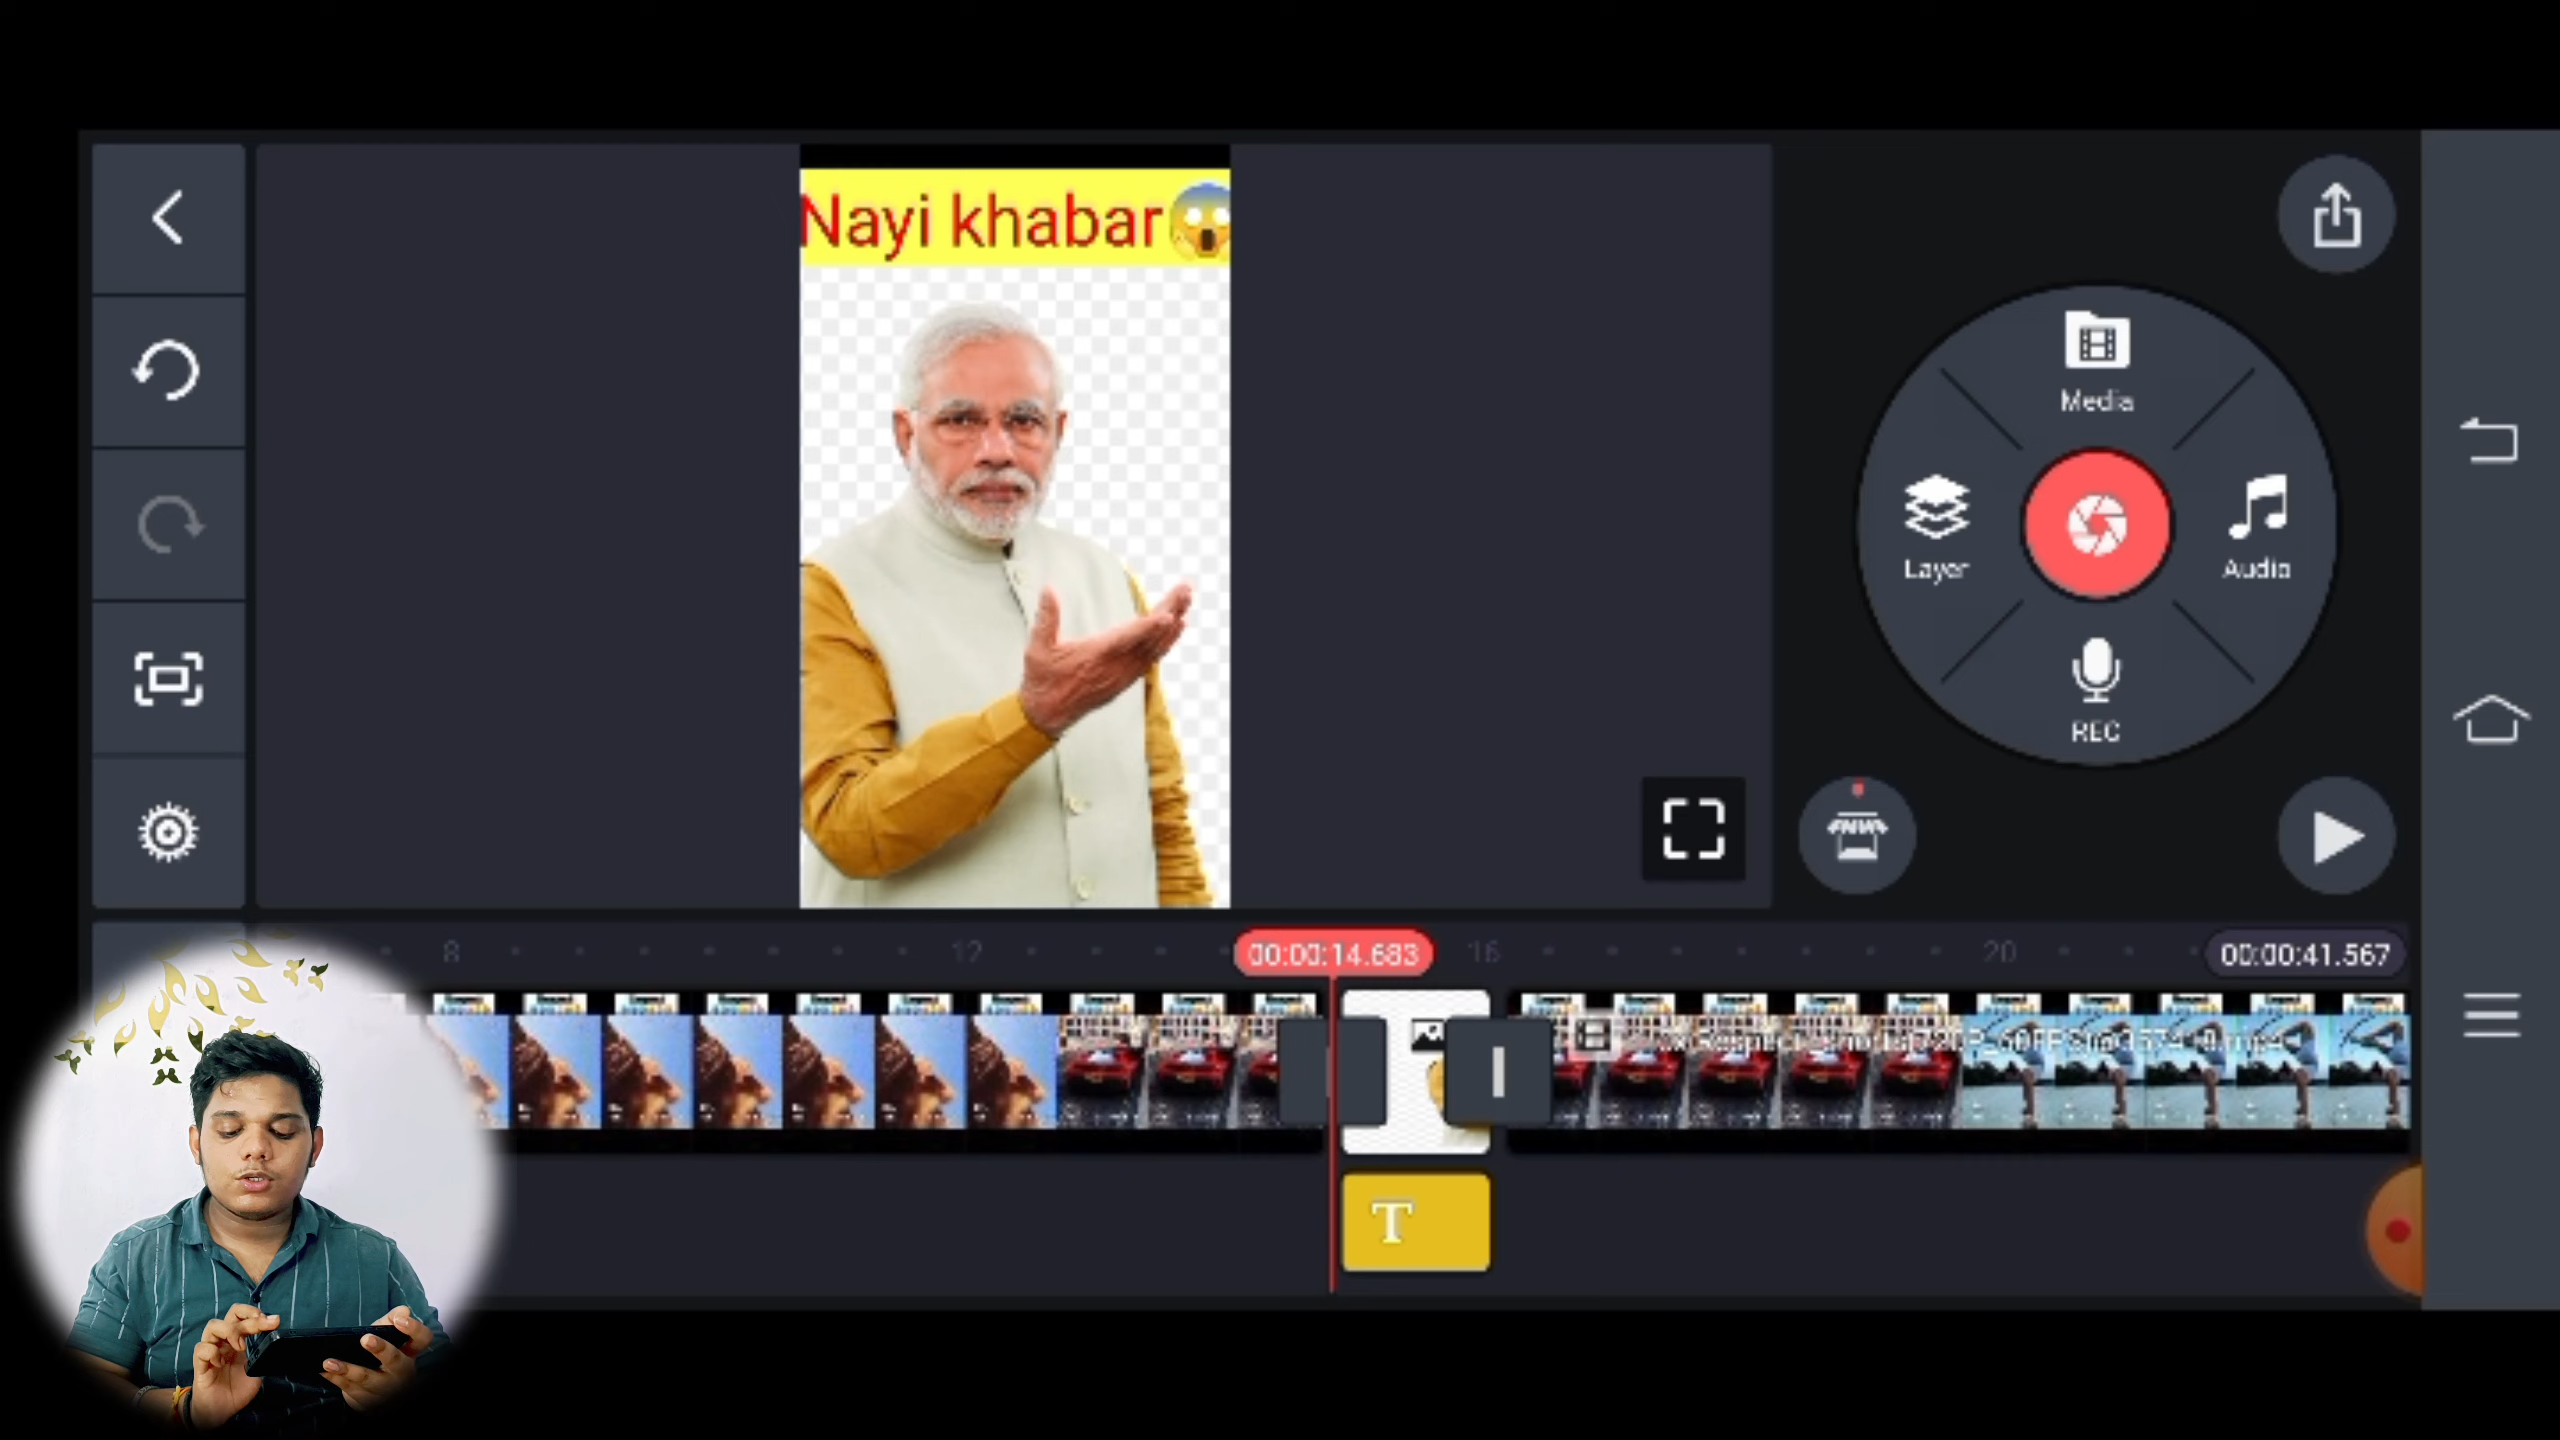 Nayi khabar😱
Media
Layer
Audio
REC
8
12
00:00:14.683
16
20
00:00:41.567
T